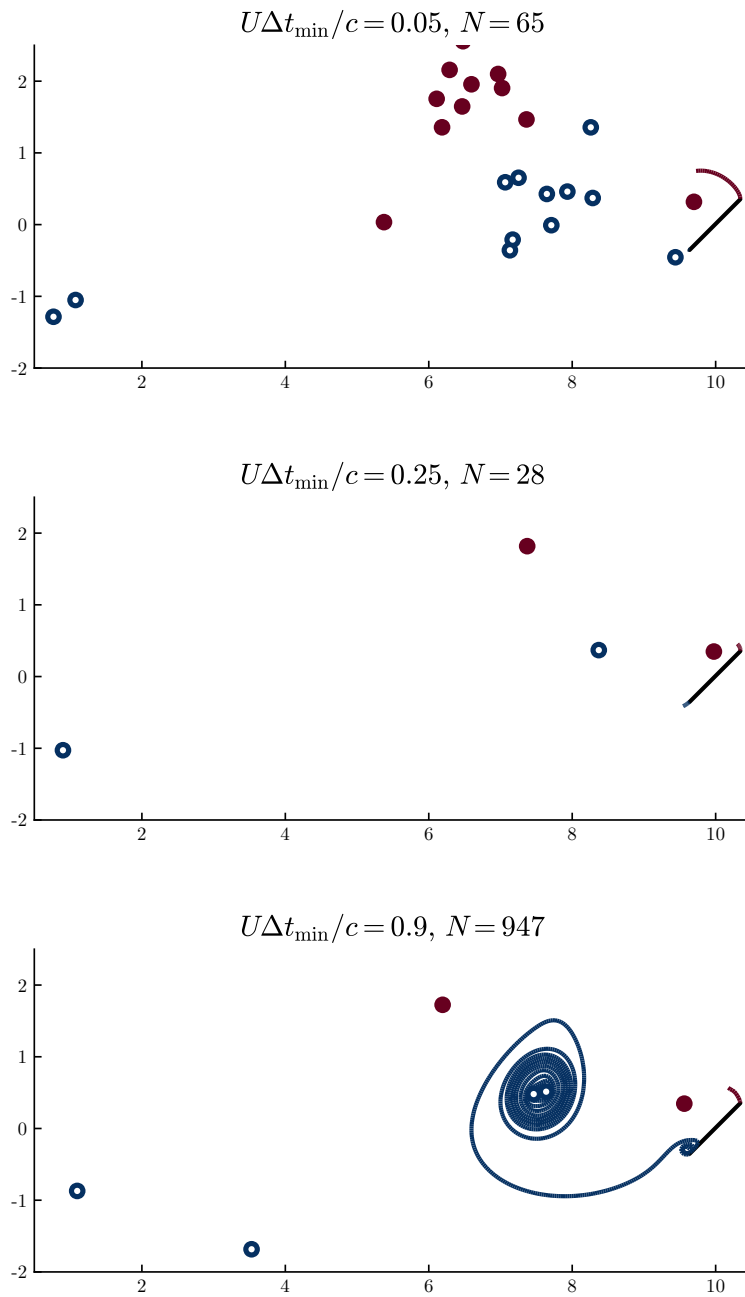 UΔt_min/c = 0.05, N = 65
2
1
0
-1
-2
2 4 6 8 10
UΔt_min/c = 0.25, N = 28
2
1
0
-1
-2
2 4 6 8 10
UΔt_min/c = 0.9, N = 947
2
1
0
-1
-2
2 4 6 8 10